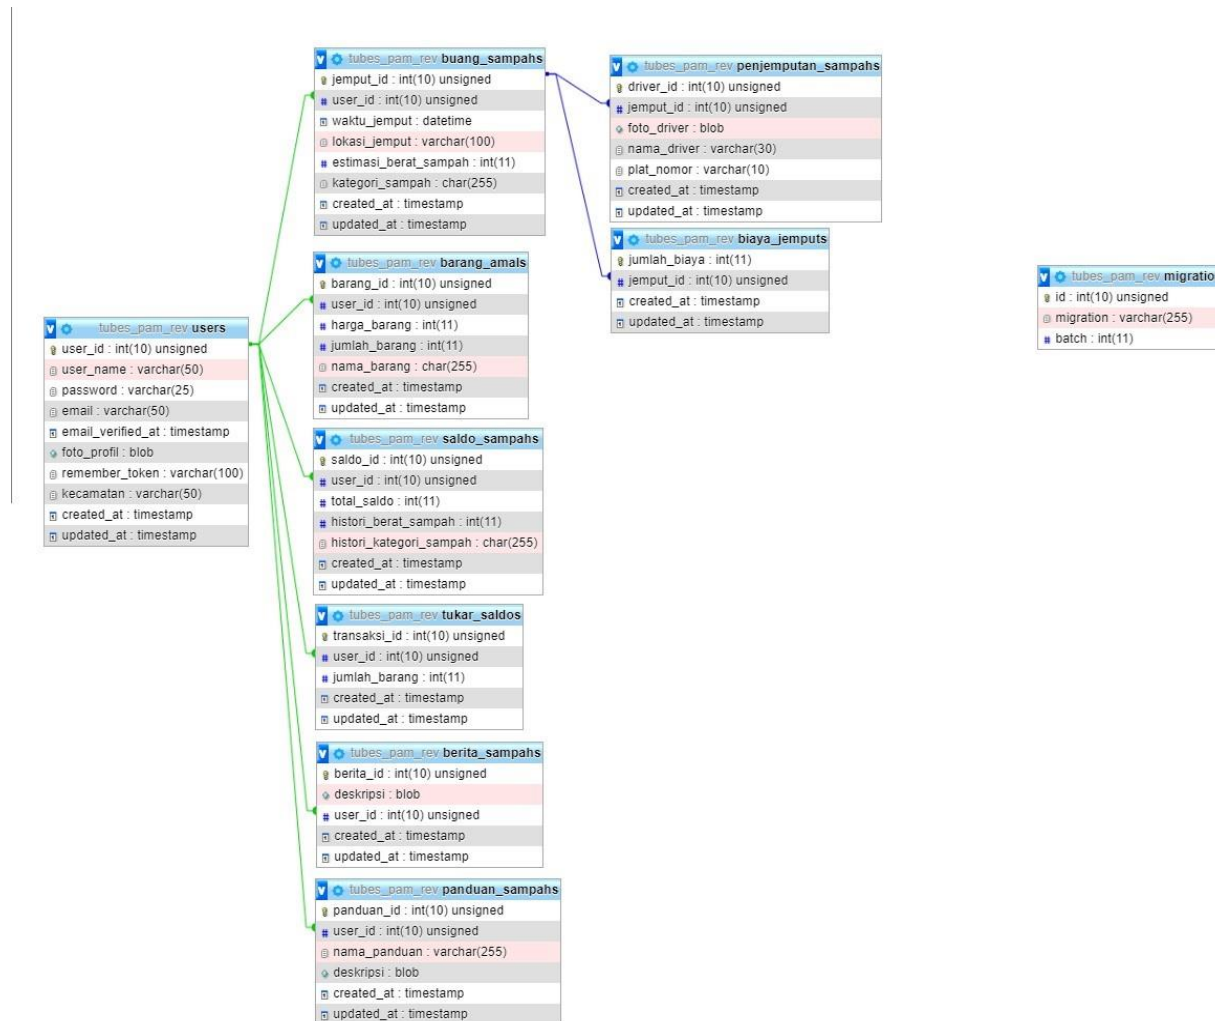 tubes_pam_rev users
user_id : int(10) unsigned
user_name : varchar(50)
password : varchar(25)
email : varchar(50)
email_verified_at : timestamp
foto_profil : blob
remember_token : varchar(100)
kecamatan : varchar(50)
created_at : timestamp
updated_at : timestamp
tubes_pam_rev buang_sampahs
jemput_id : int(10) unsigned
user_id : int(10) unsigned
waktu_jemput : datetime
lokasi_jemput : varchar(100)
estimasi_berat_sampah : int(11)
kategori_sampah : char(255)
created_at : timestamp
updated_at : timestamp
tubes_pam_rev barang_amals
barang_id : int(10) unsigned
user_id : int(10) unsigned
harga_barang : int(11)
jumlah_barang : int(11)
nama_barang : char(255)
created_at : timestamp
updated_at : timestamp
tubes_pam_rev saldo_sampahs
saldo_id : int(10) unsigned
user_id : int(10) unsigned
total_saldo : int(11)
histori_berat_sampah : int(11)
histori_kategori_sampah : char(255)
created_at : timestamp
updated_at : timestamp
tubes_pam_rev tukar_saldos
transaksi_id : int(10) unsigned
user_id : int(10) unsigned
jumlah_barang : int(11)
created_at : timestamp
updated_at : timestamp
tubes_pam_rev berita_sampahs
berita_id : int(10) unsigned
deskripsi : blob
user_id : int(10) unsigned
created_at : timestamp
updated_at : timestamp
tubes_pam_rev panduan_sampahs
panduan_id : int(10) unsigned
user_id : int(10) unsigned
nama_panduan : varchar(255)
deskripsi : blob
created_at : timestamp
updated_at : timestamp
tubes_pam_rev penjemputan_sampahs
driver_id : int(10) unsigned
jemput_id : int(10) unsigned
foto_driver : blob
nama_driver : varchar(30)
plat_nomor : varchar(10)
created_at : timestamp
updated_at : timestamp
tubes_pam_rev biaya_jemputs
jumlah_biaya : int(11)
jemput_id : int(10) unsigned
created_at : timestamp
updated_at : timestamp
tubes_pam_rev migratio
id : int(10) unsigned
migration : varchar(255)
batch : int(11)